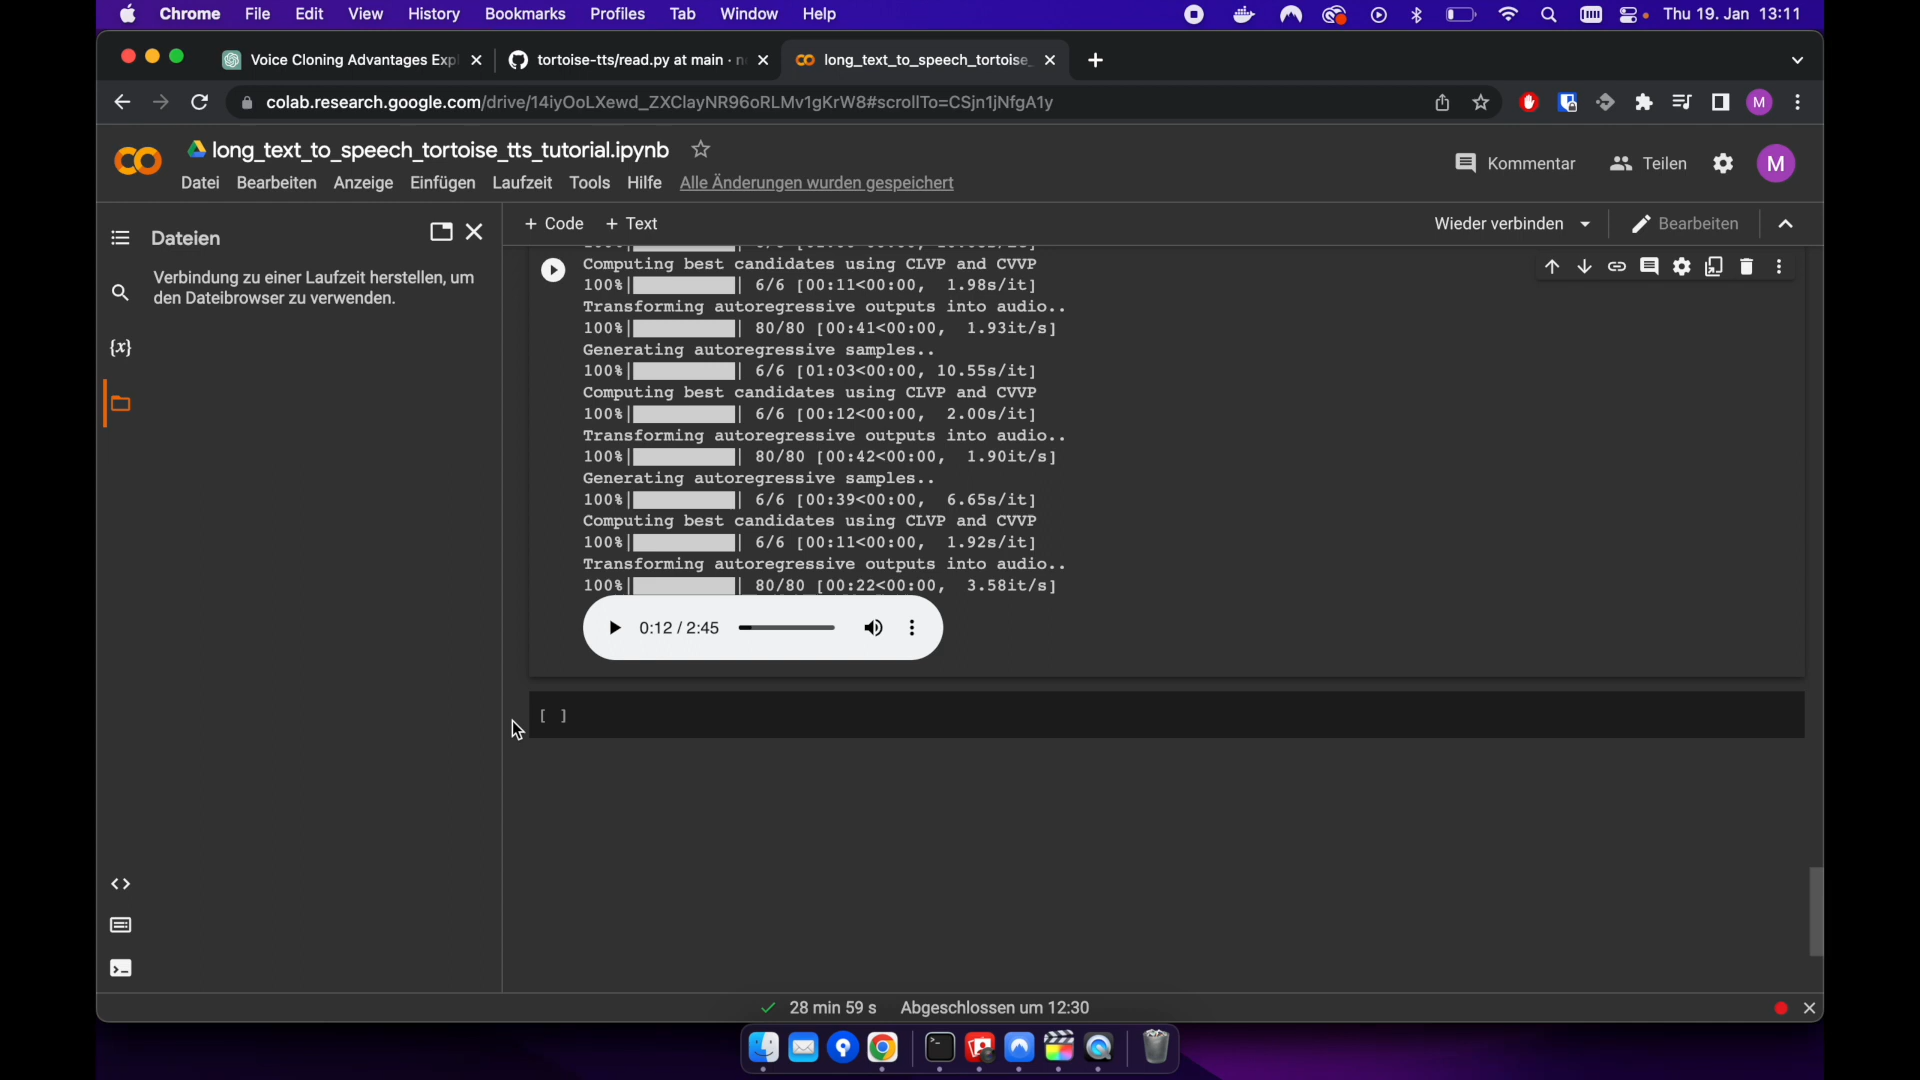 Chrome File Edit View History Bookmarks Profiles Tab Window Help Thu 19. Jan 13:11
Voice Cloning Advantages Exp tortoise-tts/read.py at main · n long_text_to_speech_tortoise_
colab.research.google.com/drive/14iyOoLXewd_ZXClayNR96oRLMv1gKrW8#scrollTo=CSjn1jNfgA1y M
long_text_to_speech_tortoise_tts_tutorial.ipynb
Kommentar Teilen M
Datei Bearbeiten Anzeige Einfügen Laufzeit Tools Hilfe Alle Änderungen wurden gespeichert
+ Code + Text Wieder verbinden Bearbeiten
Dateien
Verbindung zu einer Laufzeit herstellen, um
den Dateibrowser zu verwenden.
{x}
Computing best candidates using CLVP and CVVP
100%| | 6/6 [00:11<00:00, 1.98s/it]
Transforming autoregressive outputs into audio..
100%| | 80/80 [00:41<00:00, 1.93it/s]
Generating autoregressive samples..
100%| | 6/6 [01:03<00:00, 10.55s/it]
Computing best candidates using CLVP and CVVP
100%| | 6/6 [00:12<00:00, 2.00s/it]
Transforming autoregressive outputs into audio..
100%| | 80/80 [00:42<00:00, 1.90it/s]
Generating autoregressive samples..
100%| | 6/6 [00:39<00:00, 6.65s/it]
Computing best candidates using CLVP and CVVP
100%| | 6/6 [00:11<00:00, 1.92s/it]
Transforming autoregressive outputs into audio..
100%| | 80/80 [00:22<00:00, 3.58it/s]
0:12 / 2:45
[ ]
28 min 59 s Abgeschlossen um 12:30